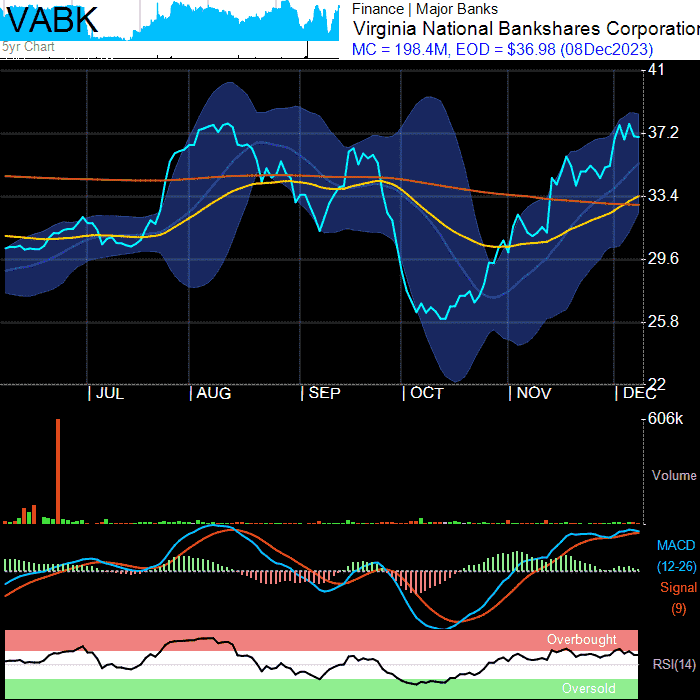 VABK
5yr Chart
Finance | Major Banks
Virginia National Bankshares Corporation
MC = 198.4M, EOD = $36.98 (08Dec2023)
41
37.2
33.4
29.6
25.8
22
| JUL | AUG | SEP | OCT | NOV | DEC
606k
Volume
MACD
(12-26)
Signal
(9)
Overbought
RSI(14)
Oversold